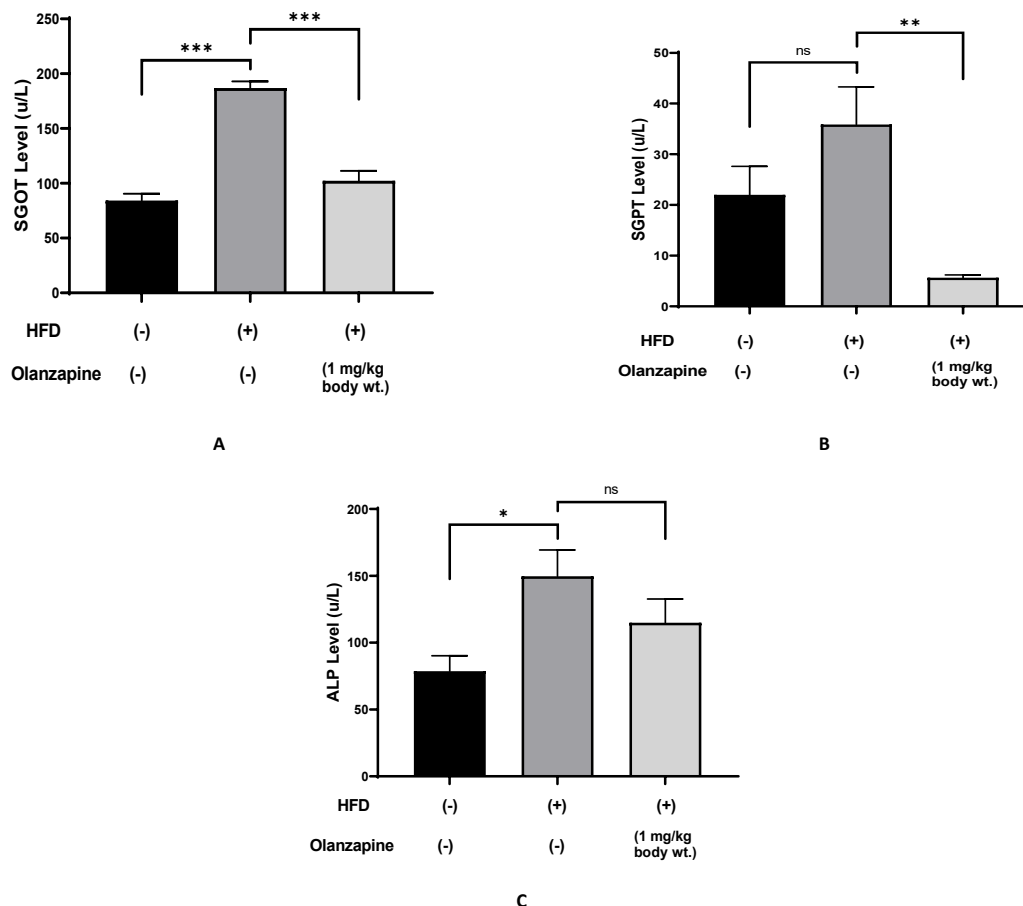 250
200
150
100
50
0
SGOT Level (u/L)
***
***
HFD (-) (+) (+)
Olanzapine (-) (-) (1 mg/kg
body wt.)
A
50
40
30
20
10
0
SGPT Level (u/L)
ns
**
HFD (-) (+) (+)
Olanzapine (-) (-) (1 mg/kg
body wt.)
B
200
150
100
50
0
ALP Level (u/L)
*
ns
HFD (-) (+) (+)
Olanzapine (-) (-) (1 mg/kg
body wt.)
C